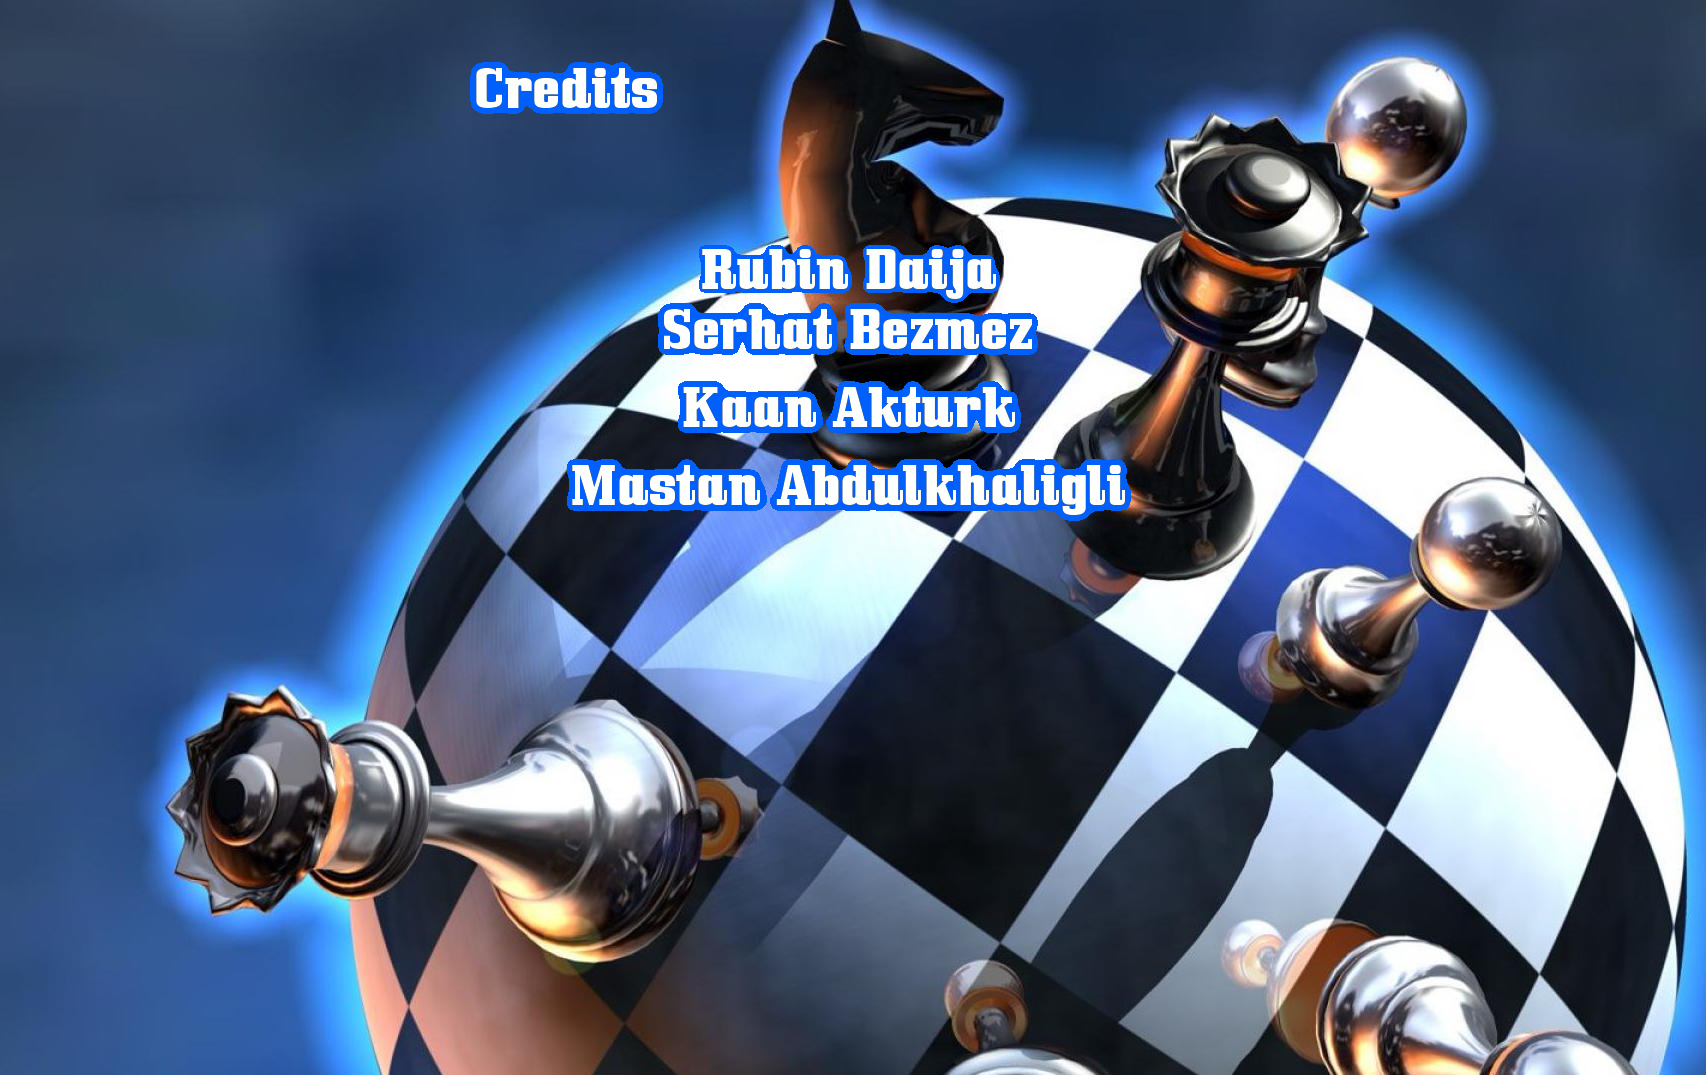 Credits
Rubin Daija
Serhat Bezmez
Kaan Akturk
Mastan Abdulkhaligli